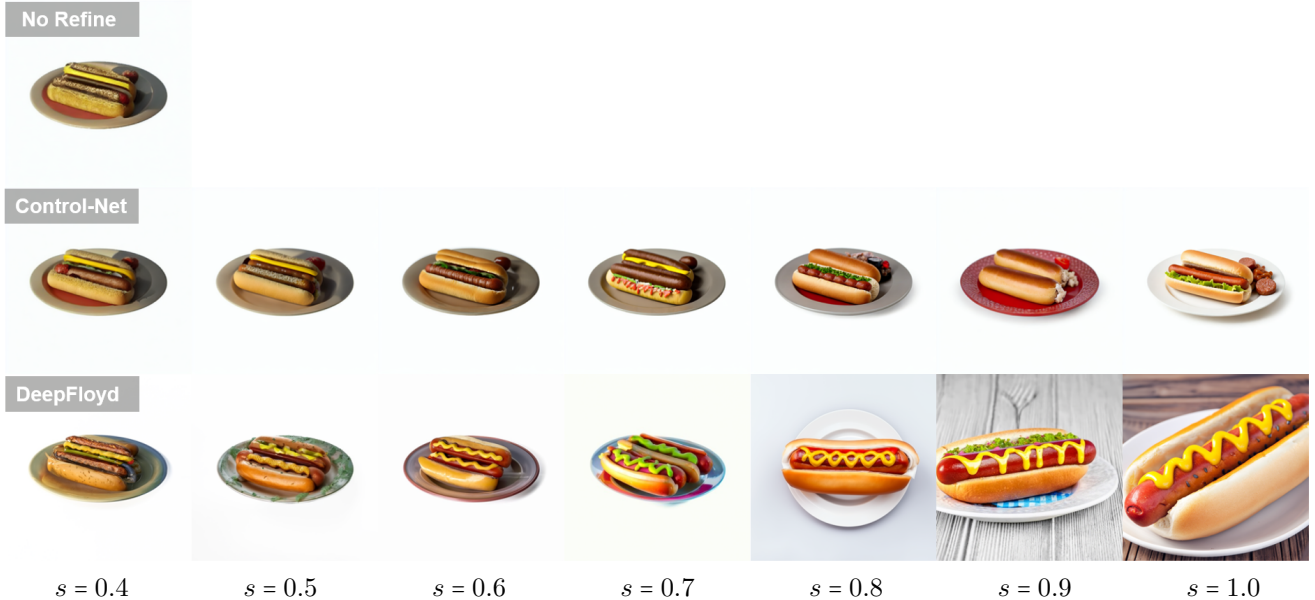 No Refine
Control-Net
DeepFloyd
s = 0.4 s = 0.5 s = 0.6 s = 0.7 s = 0.8 s = 0.9 s = 1.0